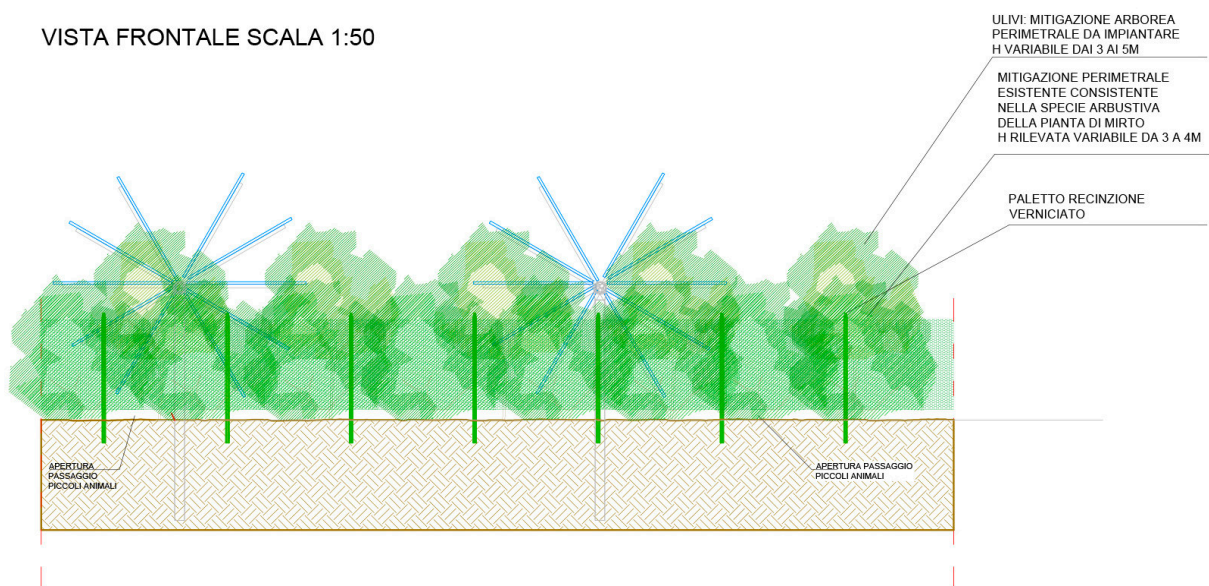 VISTA FRONTALE SCALA 1:50
ULIVI: MITIGAZIONE ARBOREA
PERIMETRALE DA IMPIANTARE
H VARIABILE DAI 3 AI 5M
MITIGAZIONE PERIMETRALE
ESISTENTE CONSISTENTE
NELLA SPECIE ARBUSTIVA
DELLA PIANTA DI MIRTO
H RILEVATA VARIABILE DA 3 A 4M
PALETTO RECINZIONE
VERNICIATO
APERTURA
PASSAGGIO
PICCOLI ANIMALI
APERTURA PASSAGGIO
PICCOLI ANIMALI